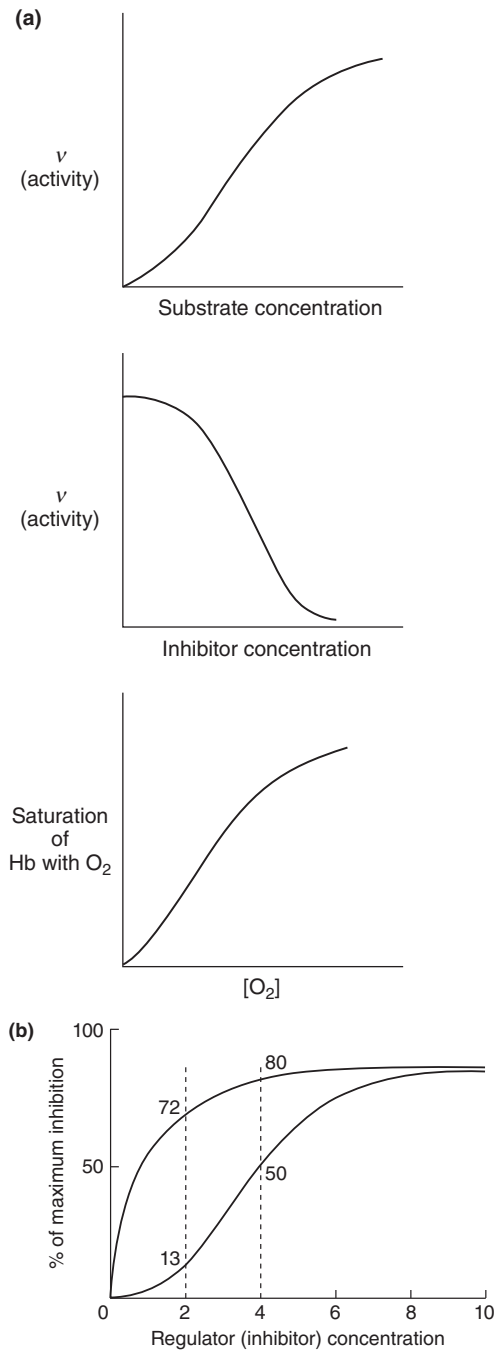 (a)
v
(activity)
Substrate concentration
v
(activity)
Inhibitor concentration
Saturation
of
Hb with O₂
[O₂]
(b)
% of maximum inhibition
100
50
0
72
13
80
50
2
4
6
8
10
Regulator (inhibitor) concentration